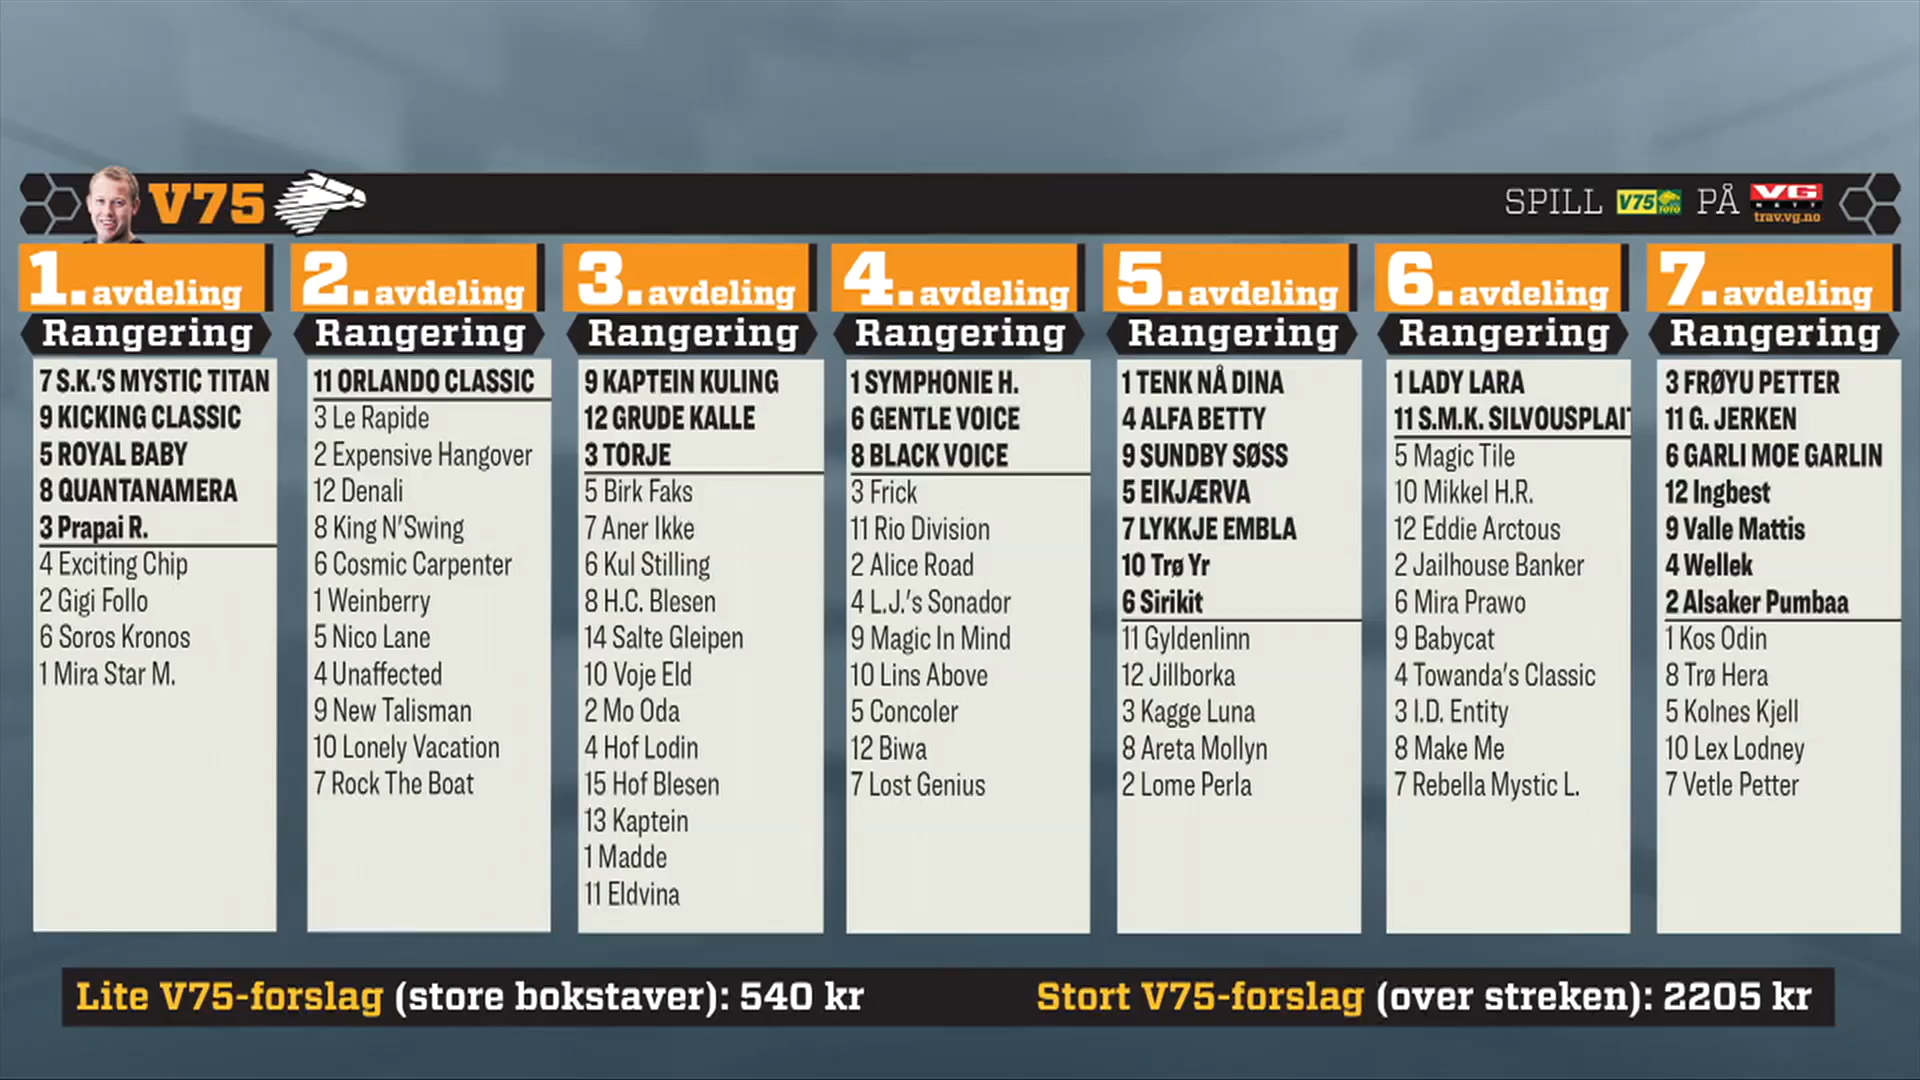 V75
SPILL V75 TOTO PÅ VG NETT
trav.vg.no
1. avdeling
Rangering
7 S.K.'S MYSTIC TITAN
9 KICKING CLASSIC
5 ROYAL BABY
8 QUANTANAMERA
3 Prapai R.
4 Exciting Chip
2 Gigi Follo
6 Soros Kronos
1 Mira Star M.
2. avdeling
Rangering
11 ORLANDO CLASSIC
3 Le Rapide
2 Expensive Hangover
12 Denali
8 King N'Swing
6 Cosmic Carpenter
1 Weinberry
5 Nico Lane
4 Unaffected
9 New Talisman
10 Lonely Vacation
7 Rock The Boat
3. avdeling
Rangering
9 KAPTEIN KULING
12 GRUDE KALLE
3 TORJE
5 Birk Faks
7 Aner Ikke
6 Kul Stilling
8 H.C. Blesen
14 Salte Gleipen
10 Voje Eld
2 Mo Oda
4 Hof Lodin
15 Hof Blesen
13 Kaptein
1 Madde
11 Eldvina
4. avdeling
Rangering
1 SYMPHONIE H.
6 GENTLE VOICE
8 BLACK VOICE
3 Frick
11 Rio Division
2 Alice Road
4 L.J.'s Sonador
9 Magic In Mind
10 Lins Above
5 Concoler
12 Biwa
7 Lost Genius
5. avdeling
Rangering
1 TENK NÅ DINA
4 ALFA BETTY
9 SUNDBY SØSS
5 EIKJÆRVA
7 LYKKJE EMBLA
10 Trø Yr
6 Sirikit
11 Gyldenlinn
12 Jillborka
3 Kagge Luna
8 Areta Mollyn
2 Lome Perla
6. avdeling
Rangering
1 LADY LARA
11 S.M.K. SILVOUSPLAIT
5 Magic Tile
10 Mikkel H.R.
12 Eddie Arctous
2 Jailhouse Banker
6 Mira Prawo
9 Babycat
4 Towanda's Classic
3 I.D. Entity
8 Make Me
7 Rebella Mystic L.
7. avdeling
Rangering
3 FRØYU PETTER
11 G. JERKEN
6 GARLI MOE GARLIN
12 Ingbest
9 Valle Mattis
4 Wellek
2 Alsaker Pumbaa
1 Kos Odin
8 Trø Hera
5 Kolnes Kjell
10 Lex Lodney
7 Vetle Petter
Lite V75-forslag (store bokstaver): 540 kr
Stort V75-forslag (over streken): 2205 kr